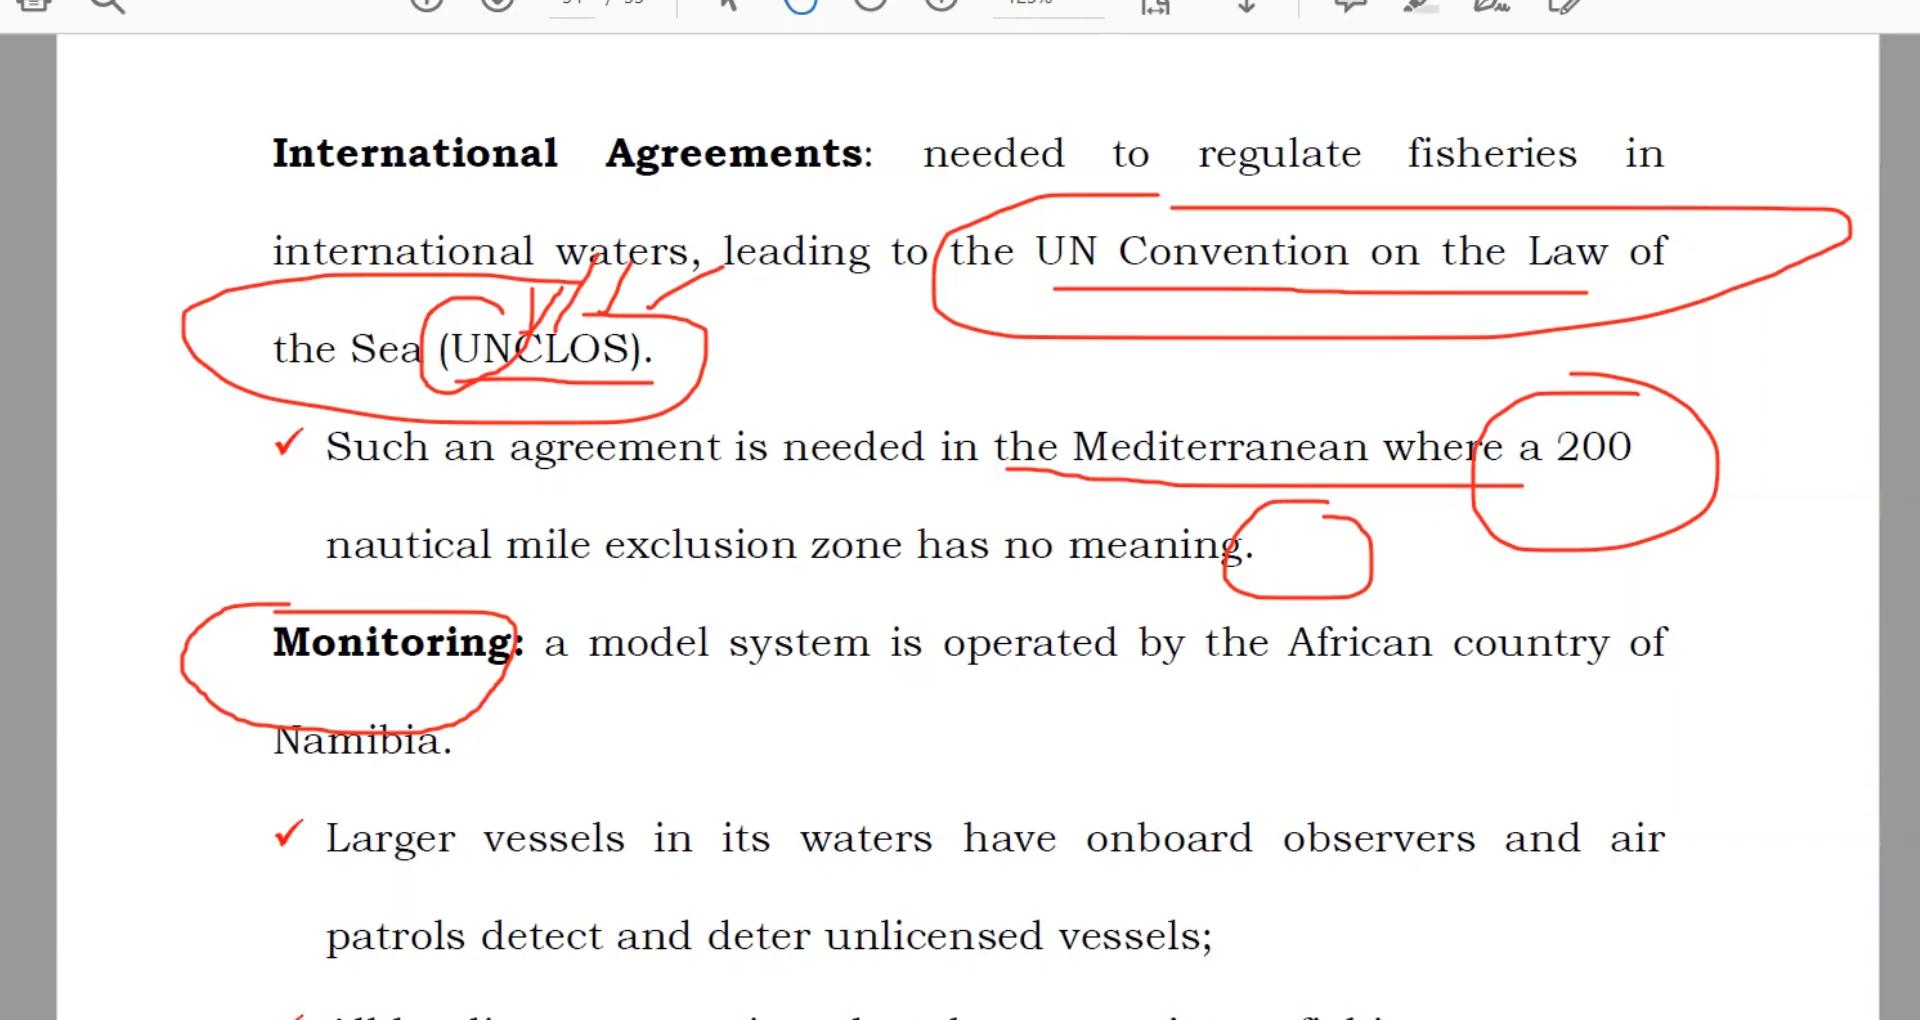 International Agreements: needed to regulate fisheries in
international waters, leading to the UN Convention on the Law of
the Sea (UNCLOS).
✓ Such an agreement is needed in the Mediterranean where a 200
nautical mile exclusion zone has no meaning.
Monitoring: a model system is operated by the African country of
Namibia.
✓ Larger vessels in its waters have onboard observers and air
patrols detect and deter unlicensed vessels;